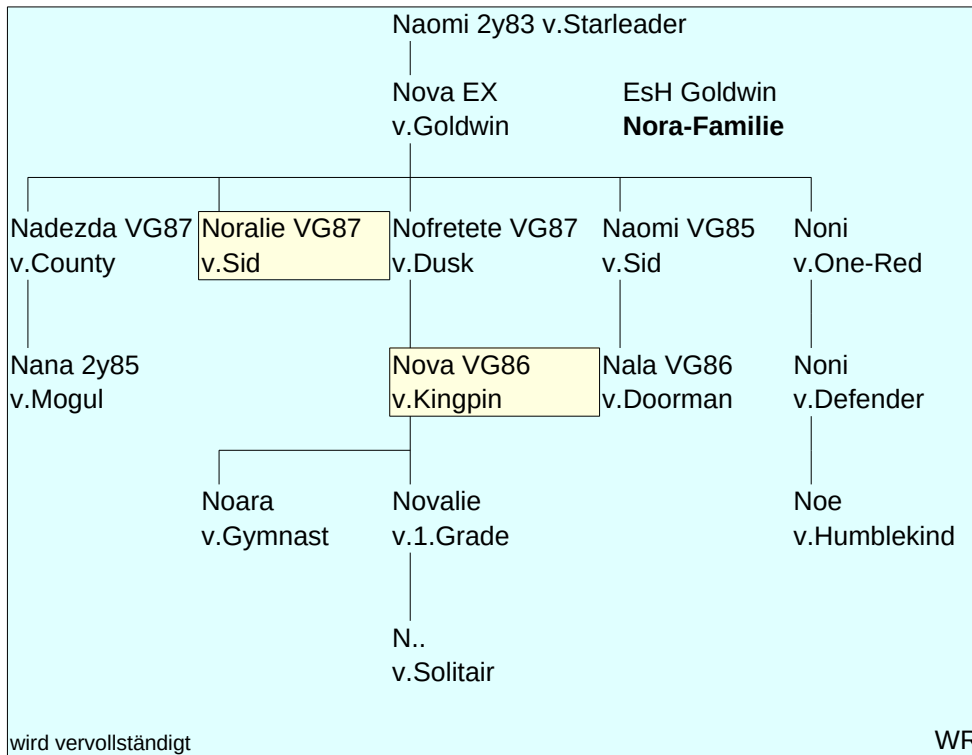 Naomi 2y83 v.Starleader
Nova EX
v.Goldwin
EsH Goldwin
Nora-Familie
Nadezda VG87
v.County
Noralie VG87
v.Sid
Nofretete VG87
v.Dusk
Naomi VG85
v.Sid
Noni
v.One-Red
Nana 2y85
v.Mogul
Nova VG86
v.Kingpin
Nala VG86
v.Doorman
Noni
v.Defender
Noara
v.Gymnast
Novalie
v.1.Grade
Noe
v.Humblekind
N..
v.Solitair
wird vervollständigt
WR